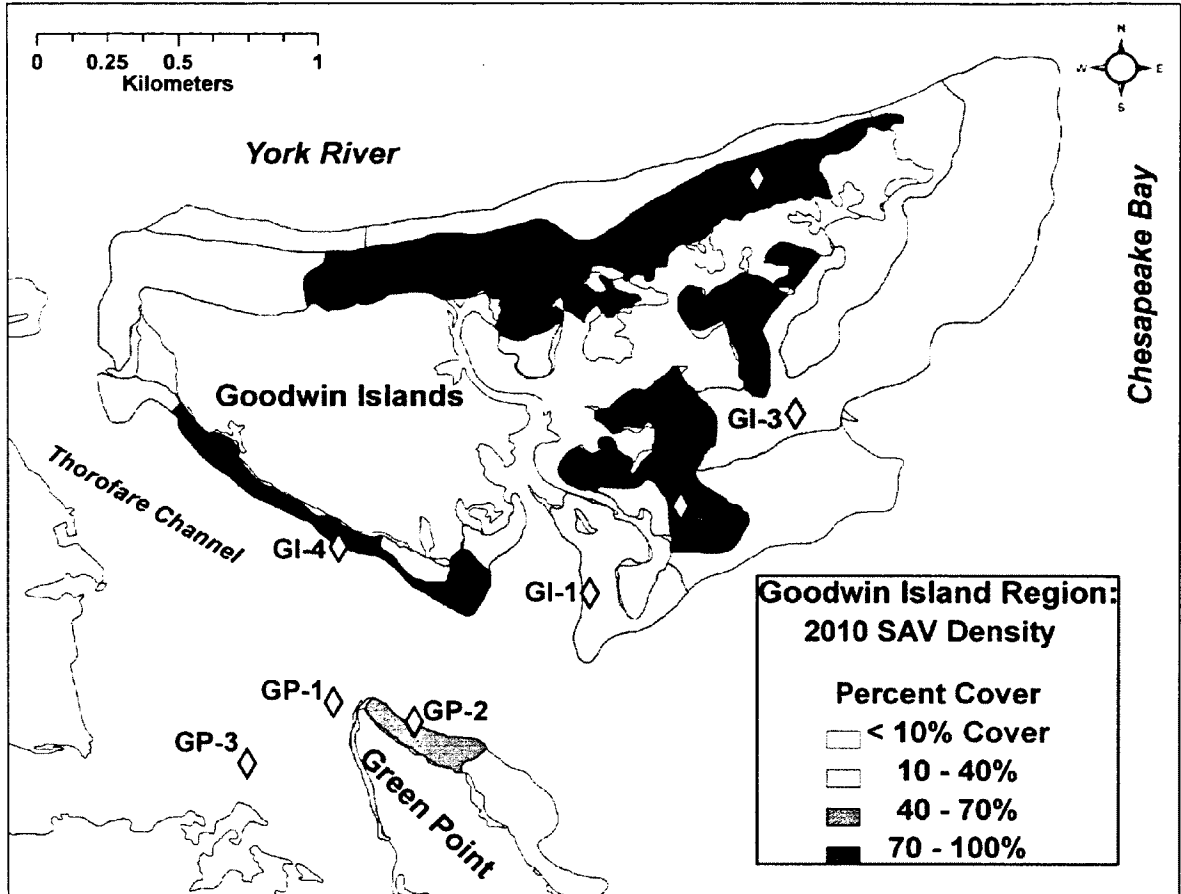 0 0.25 0.5 1
Kilometers
N
W E
S
York River
Chesapeake Bay
Goodwin Islands
GI-3
Thorofare Channel
GI-4
GI-1
GP-1
GP-2
GP-3
Green Point
Goodwin Island Region:
2010 SAV Density
Percent Cover
< 10% Cover
10 - 40%
40 - 70%
70 - 100%